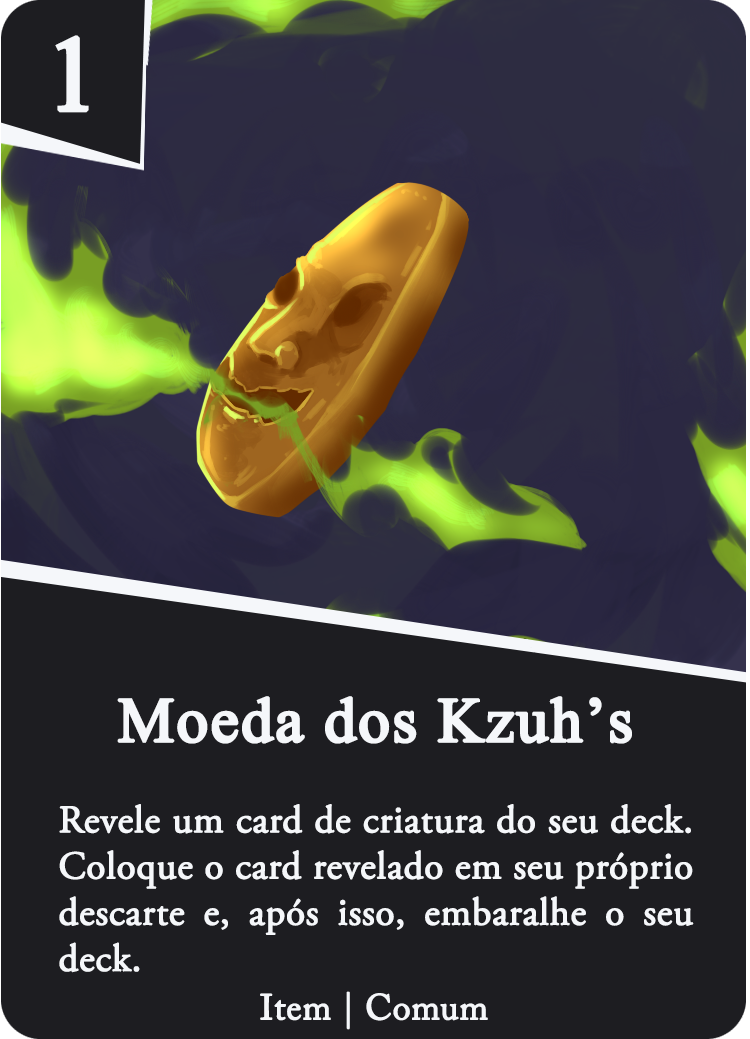 1
Moeda dos Kzuh’s
Revele um card de criatura do seu deck.
Coloque o card revelado em seu próprio
descarte e, após isso, embaralhe o seu
deck.
Item | Comum